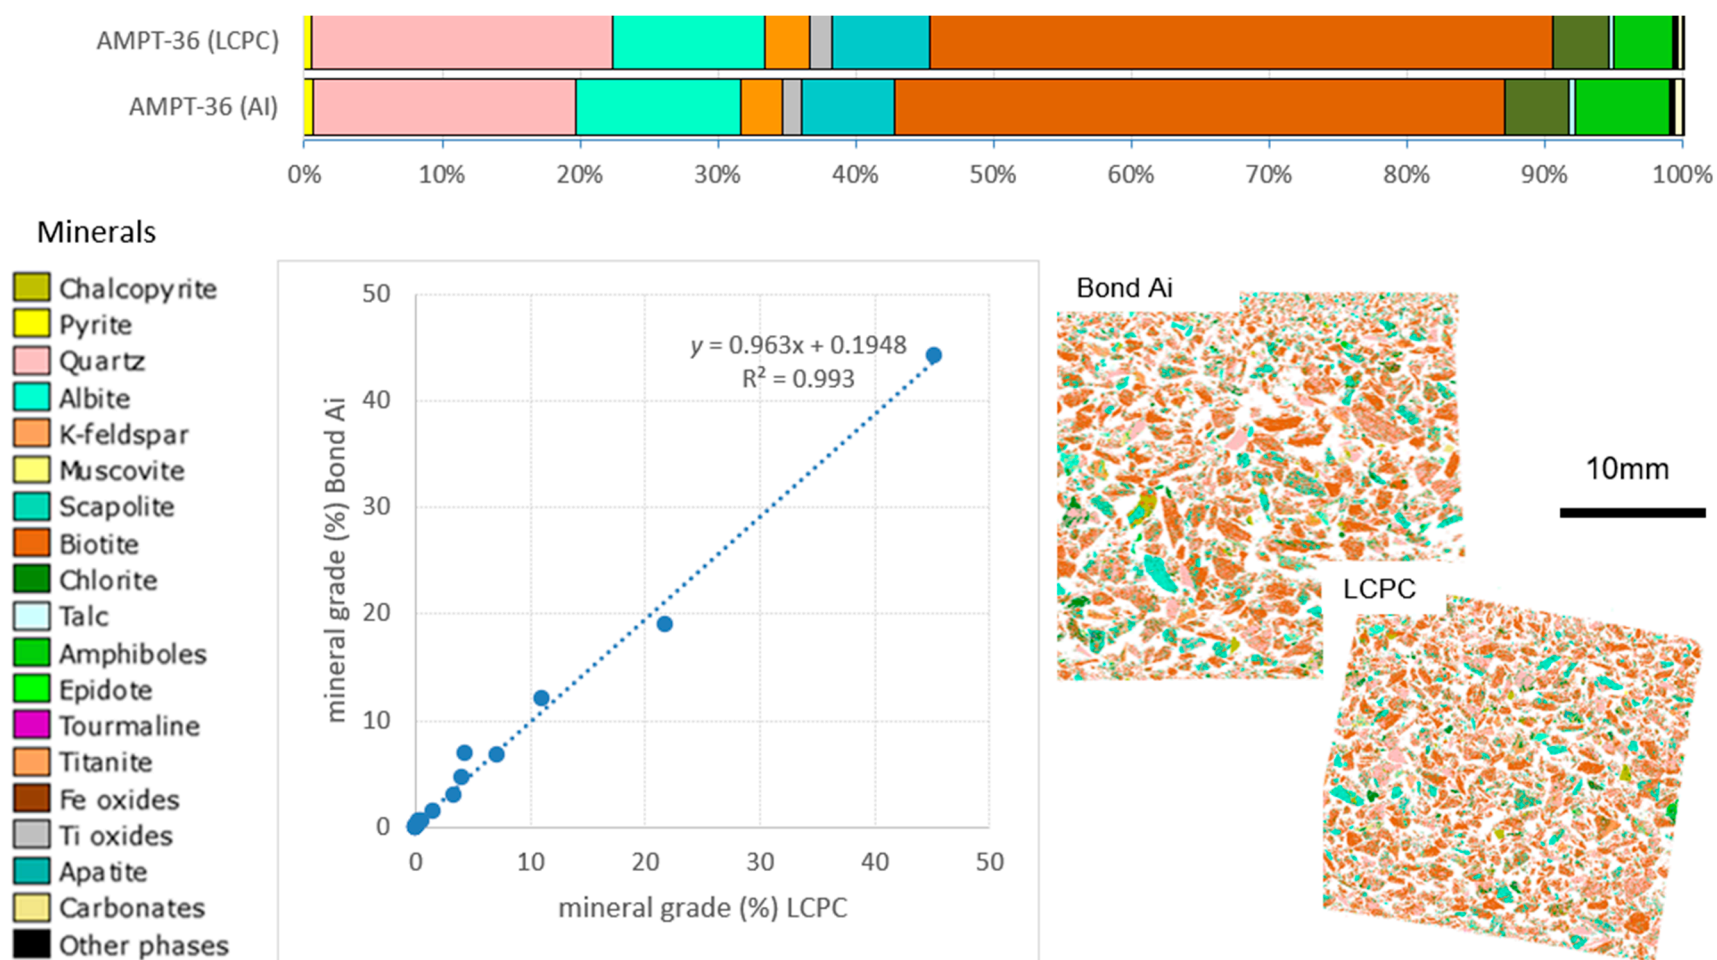 AMPT-36 (LCPC)
AMPT-36 (AI)
0% 10% 20% 30% 40% 50% 60% 70% 80% 90% 100%
Minerals
Chalcopyrite
Pyrite
Quartz
Albite
K-feldspar
Muscovite
Scapolite
Biotite
Chlorite
Talc
Amphiboles
Epidote
Tourmaline
Titanite
Fe oxides
Ti oxides
Apatite
Carbonates
Other phases
mineral grade (%) Bond Ai
50
40
30
20
10
0
y = 0.963x + 0.1948
R² = 0.993
0 10 20 30 40 50
mineral grade (%) LCPC
Bond Ai
10mm
LCPC